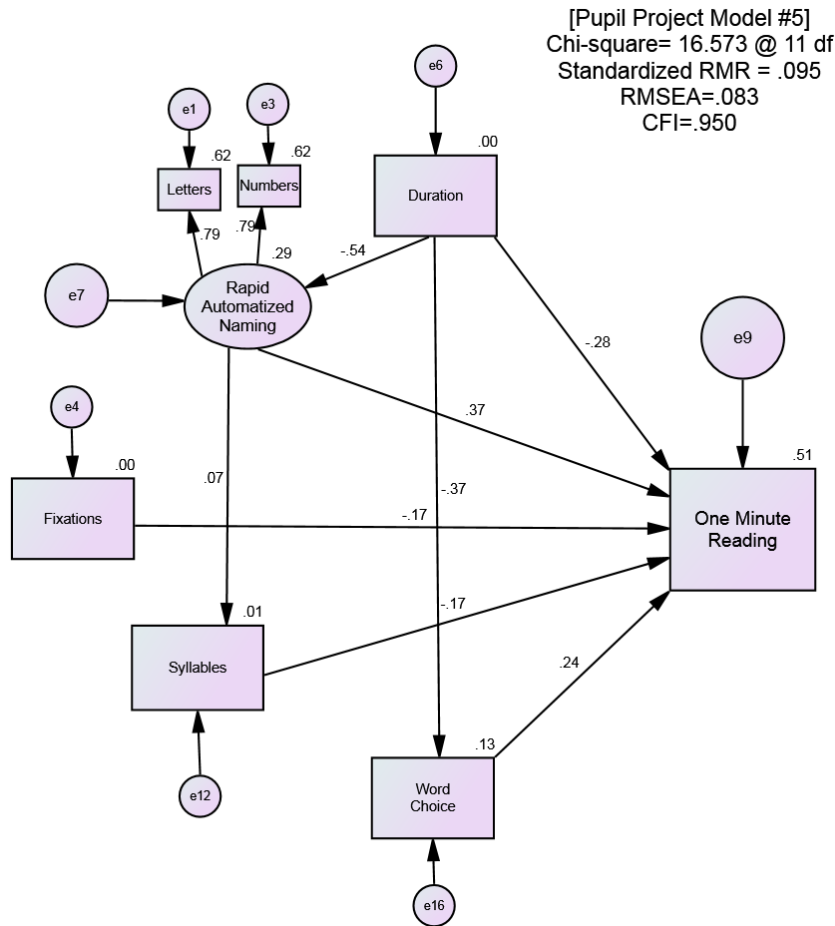 [Pupil Project Model #5]
Chi-square= 16.573 @ 11 df
Standardized RMR = .095
RMSEA=.083
CFI=.950
e6
e1
e3
.62
.62
.00
Letters
Numbers
Duration
.79
.79
.29
-.54
e7
Rapid
Automatized
Naming
e9
-.28
e4
.37
.00
.51
.07
-.37
Fixations
-.17
One Minute
Reading
.01
-.17
Syllables
.24
.13
e12
Word
Choice
e16